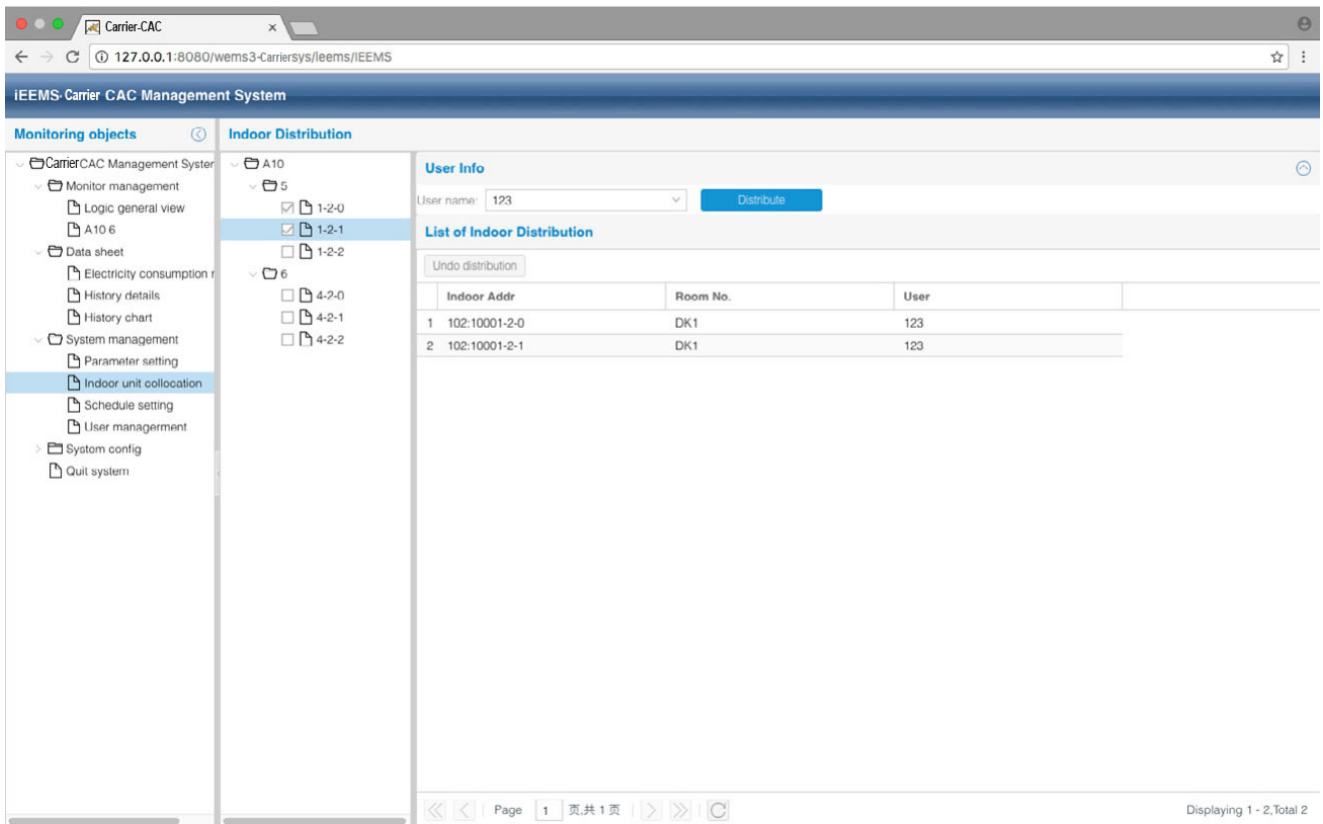 Carrier-CAC
127.0.0.1:8080/wems3-Carriersys/leems/IEEMS
iEEMS-Carrier CAC Management System
Monitoring objects
Carrier CAC Management Syster
Monitor management
Logic general view
A10 6
Data sheet
Electricity consumption r
History details
History chart
System management
Parameter setting
Indoor unit collocation
Schedule setting
User managerment
System config
Quit system
Indoor Distribution
A10
5
1-2-0
1-2-1
1-2-2
6
4-2-0
4-2-1
4-2-2
User Info
User name: 123 Distribute
List of Indoor Distribution
Undo distribution
Indoor Addr Room No. User
1 102:10001-2-0 DK1 123
2 102:10001-2-1 DK1 123
Page 1 页,共 1 页 Displaying 1 - 2,Total 2